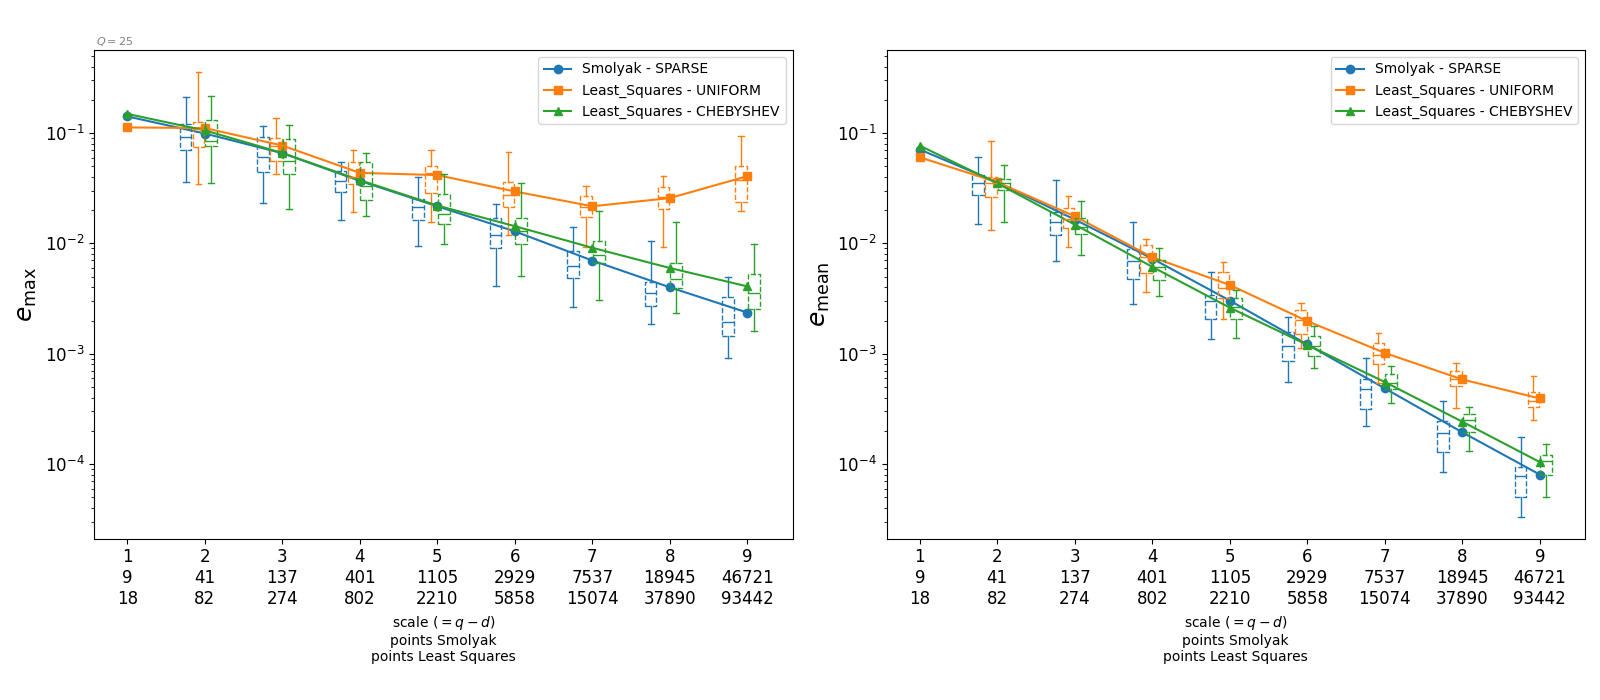 Q = 25
Smolyak - SPARSE
Least_Squares - UNIFORM
Least_Squares - CHEBYSHEV
10⁻¹
10⁻²
10⁻³
10⁻⁴
e_max
1 2 3 4 5 6 7 8 9
9 41 137 401 1105 2929 7537 18945 46721
18 82 274 802 2210 5858 15074 37890 93442
scale (= q − d)
points Smolyak
points Least Squares
Smolyak - SPARSE
Least_Squares - UNIFORM
Least_Squares - CHEBYSHEV
10⁻¹
10⁻²
10⁻³
10⁻⁴
e_mean
1 2 3 4 5 6 7 8 9
9 41 137 401 1105 2929 7537 18945 46721
18 82 274 802 2210 5858 15074 37890 93442
scale (= q − d)
points Smolyak
points Least Squares